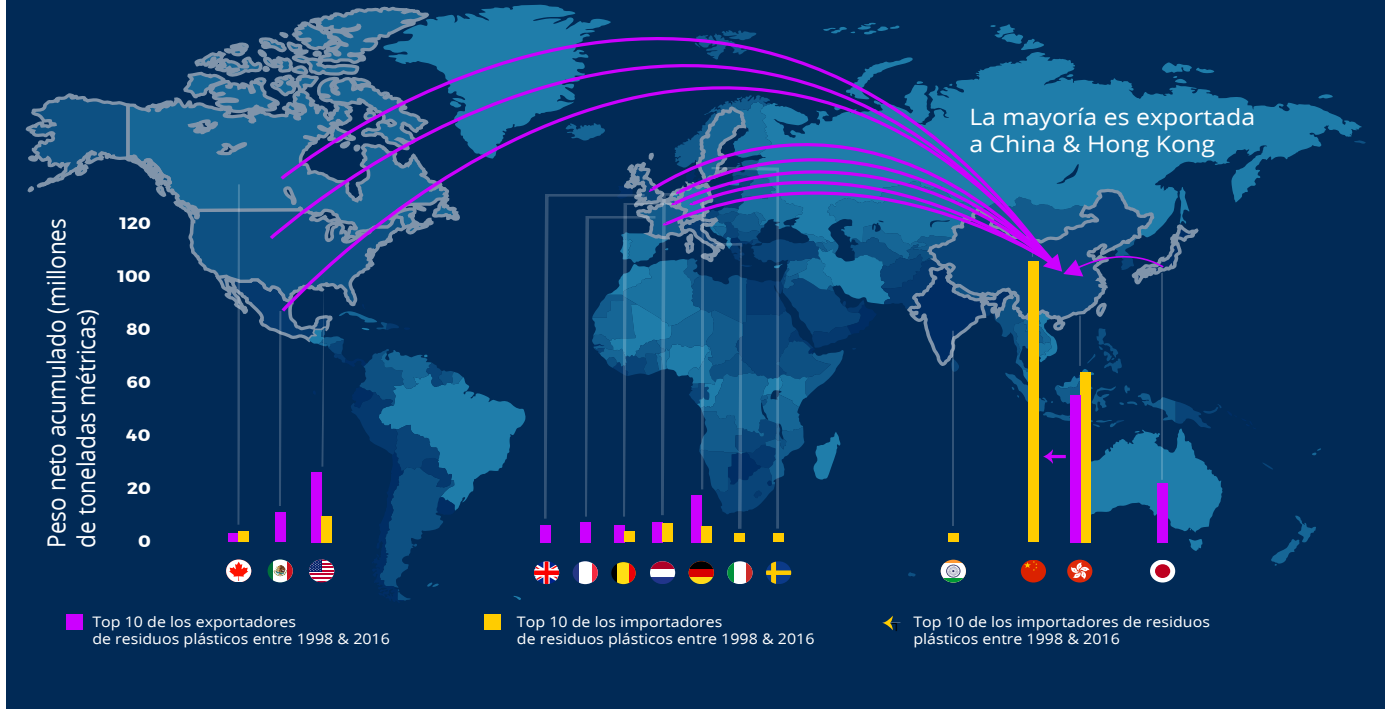 La mayoría es exportada
a China & Hong Kong
Peso neto acumulado (millones
de toneladas métricas)
120
100
80
60
40
20
0
Top 10 de los exportadores
de residuos plásticos entre 1998 & 2016
Top 10 de los importadores
de residuos plásticos entre 1998 & 2016
Top 10 de los importadores de residuos
plásticos entre 1998 & 2016